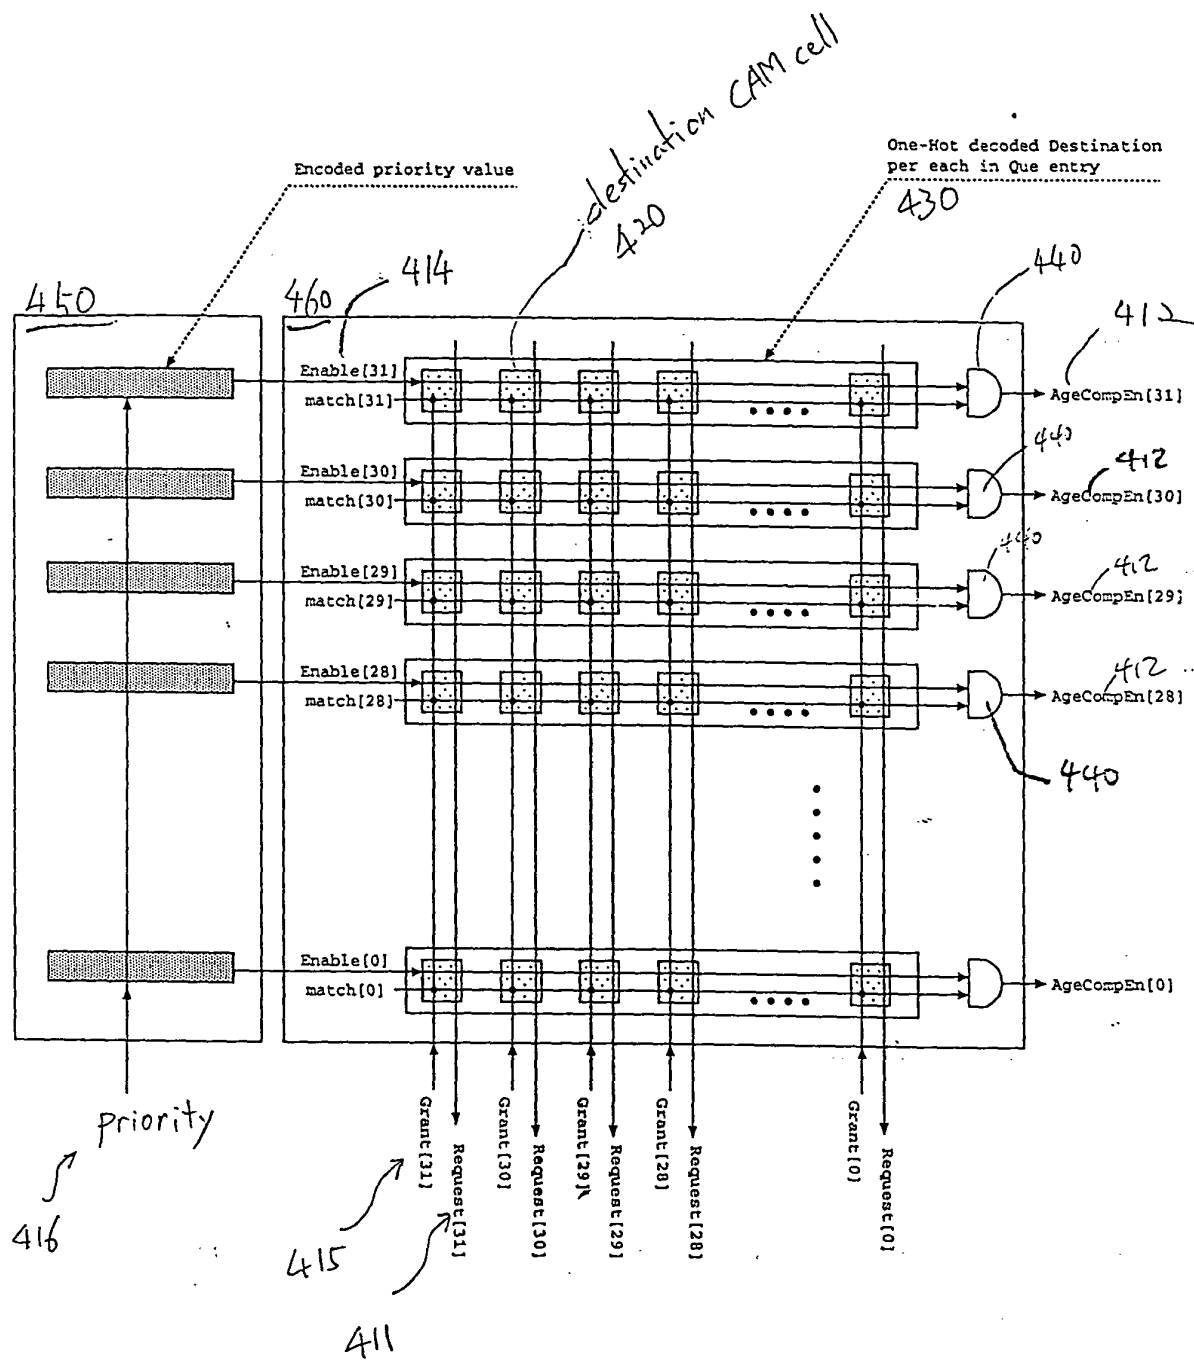 destination CAM cell
420
One-Hot decoded Destination
per each in Que entry
430
Encoded priority value
450
460
414
440
412
Enable[31]
match[31]
AgeCompEn[31]
440
412
Enable[30]
match[30]
AgeCompEn[30]
440
412
Enable[29]
match[29]
AgeCompEn[29]
412
Enable[28]
match[28]
AgeCompEn[28]
440
Enable[0]
match[0]
AgeCompEn[0]
priority
416
Grant[31]
Request[31]
Grant[30]
Request[30]
Grant[29]
Request[29]
Grant[28]
Request[28]
Grant[0]
Request[0]
415
411